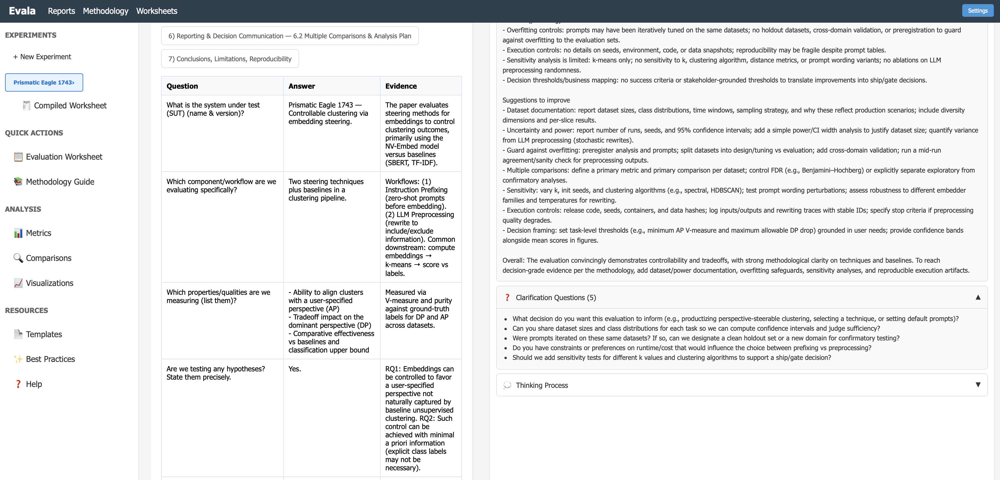 Evala
Reports
Methodology
Worksheets
Settings
EXPERIMENTS
+ New Experiment
Prismatic Eagle 1743›
Compiled Worksheet
QUICK ACTIONS
Evaluation Worksheet
Methodology Guide
ANALYSIS
Metrics
Comparisons
Visualizations
RESOURCES
Templates
Best Practices
Help
6) Reporting & Decision Communication — 6.2 Multiple Comparisons & Analysis Plan
7) Conclusions, Limitations, Reproducibility
Question
Answer
Evidence
What is the system under test
(SUT) (name & version)?
Prismatic Eagle 1743 —
Controllable clustering via
embedding steering.
The paper evaluates
steering methods for
embeddings to control
clustering outcomes,
primarily using the
NV-Embed model
versus baselines
(SBERT, TF-IDF).
Which component/workflow are we
evaluating specifically?
Two steering techniques
plus baselines in a
clustering pipeline.
Workflows: (1)
Instruction Prefixing
(zero-shot prompts
before embedding).
(2) LLM Preprocessing
(rewrite to
include/exclude
information). Common
downstream: compute
embeddings →
k-means → score vs
labels.
Which properties/qualities are we
measuring (list them)?
- Ability to align clusters
with a user-specified
perspective (AP)
- Tradeoff impact on the
dominant perspective (DP)
- Comparative effectiveness
vs baselines and
classification upper bound
Measured via
V-measure and purity
against ground-truth
labels for DP and AP
across datasets.
Are we testing any hypotheses?
State them precisely.
Yes.
RQ1: Embeddings can
be controlled to favor
a user-specified
perspective not
naturally captured by
baseline unsupervised
clustering. RQ2: Such
control can be
achieved with minimal
a priori information
(explicit class labels
may not be
necessary).
- Overfitting controls: prompts may have been iteratively tuned on the same datasets; no holdout datasets, cross-domain validation, or preregistration to guard
against overfitting to the evaluation sets.
- Execution controls: no details on seeds, environment, code, or data snapshots; reproducibility may be fragile despite prompt tables.
- Sensitivity analysis is limited: k-means only; no sensitivity to k, clustering algorithm, distance metrics, or prompt wording variants; no ablations on LLM
preprocessing randomness.
- Decision thresholds/business mapping: no success criteria or stakeholder-grounded thresholds to translate improvements into ship/gate decisions.
Suggestions to improve
- Dataset documentation: report dataset sizes, class distributions, time windows, sampling strategy, and why these reflect production scenarios; include diversity
dimensions and per-slice results.
- Uncertainty and power: report number of runs, seeds, and 95% confidence intervals; add a simple power/CI width analysis to justify dataset size; quantify variance
from LLM preprocessing (stochastic rewrites).
- Guard against overfitting: preregister analysis and prompts; split datasets into design/tuning vs evaluation; add cross-domain validation; run a mid-run
agreement/sanity check for preprocessing outputs.
- Multiple comparisons: define a primary metric and primary comparison per dataset; control FDR (e.g., Benjamini–Hochberg) or explicitly separate exploratory from
confirmatory analyses.
- Sensitivity: vary k, init seeds, and clustering algorithms (e.g., spectral, HDBSCAN); test prompt wording perturbations; assess robustness to different embedder
families and temperatures for rewriting.
- Execution controls: release code, seeds, containers, and data hashes; log inputs/outputs and rewriting traces with stable IDs; specify stop criteria if preprocessing
quality degrades.
- Decision framing: set task-level thresholds (e.g., minimum AP V-measure and maximum allowable DP drop) grounded in user needs; provide confidence bands
alongside mean scores in figures.
Overall: The evaluation convincingly demonstrates controllability and tradeoffs, with strong methodological clarity on techniques and baselines. To reach
decision-grade evidence per the methodology, add dataset/power documentation, overfitting safeguards, sensitivity analyses, and reproducible execution artifacts.
Clarification Questions (5)
• What decision do you want this evaluation to inform (e.g., productizing perspective-steerable clustering, selecting a technique, or setting default prompts)?
• Can you share dataset sizes and class distributions for each task so we can compute confidence intervals and judge sufficiency?
• Were prompts iterated on these same datasets? If so, can we designate a clean holdout set or a new domain for confirmatory testing?
• Do you have constraints or preferences on runtime/cost that would influence the choice between prefixing vs preprocessing?
• Should we add sensitivity tests for different k values and clustering algorithms to support a ship/gate decision?
Thinking Process